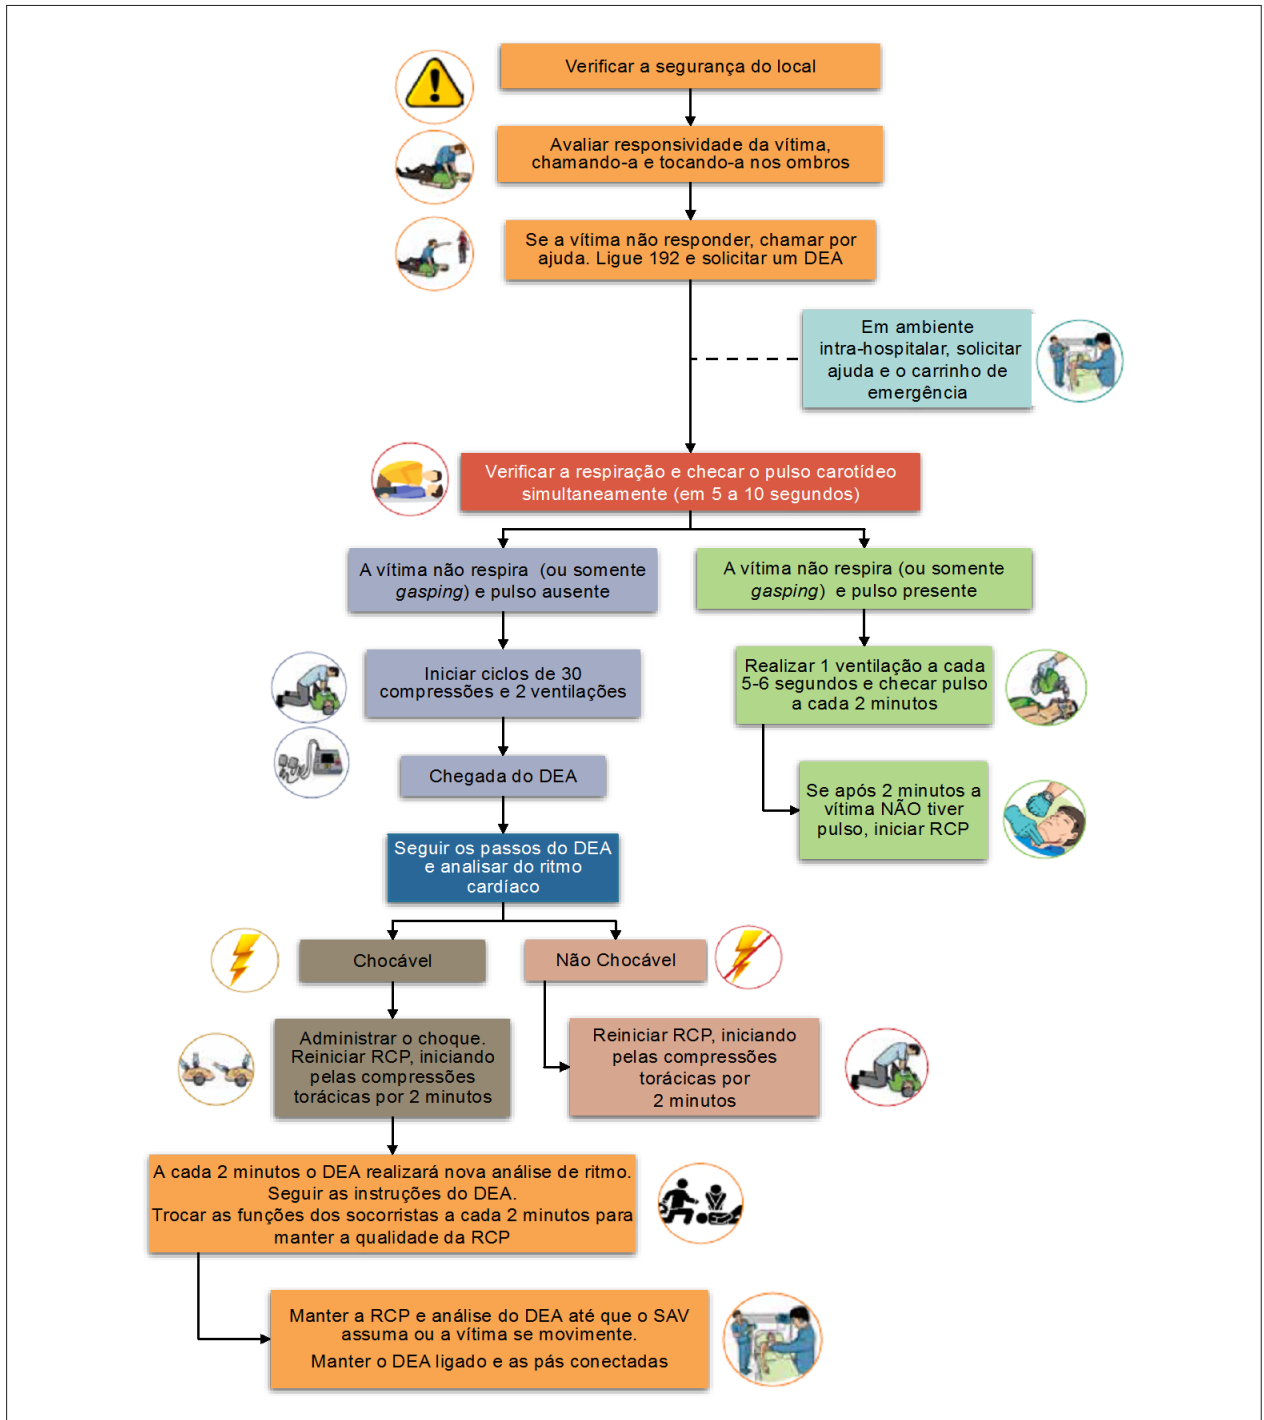 Verificar a segurança do local
Avaliar responsividade da vítima,
chamando-a e tocando-a nos ombros
Se a vítima não responder, chamar por
ajuda. Ligue 192 e solicitar um DEA
Em ambiente
intra-hospitalar, solicitar
ajuda e o carrinho de
emergência
Verificar a respiração e checar o pulso carotídeo
simultaneamente (em 5 a 10 segundos)
A vítima não respira (ou somente
gasping) e pulso ausente
A vítima não respira (ou somente
gasping) e pulso presente
Iniciar ciclos de 30
compressões e 2 ventilações
Realizar 1 ventilação a cada
5-6 segundos e checar pulso
a cada 2 minutos
Chegada do DEA
Se após 2 minutos a
vítima NÃO tiver
pulso, iniciar RCP
Seguir os passos do DEA
e analisar do ritmo
cardíaco
Chocável
Não Chocável
Administrar o choque.
Reiniciar RCP, iniciando
pelas compressões
torácicas por 2 minutos
Reiniciar RCP, iniciando
pelas compressões
torácicas por
2 minutos
A cada 2 minutos o DEA realizará nova análise de ritmo.
Seguir as instruções do DEA.
Trocar as funções dos socorristas a cada 2 minutos para
manter a qualidade da RCP
Manter a RCP e análise do DEA até que o SAV
assuma ou a vítima se movimente.
Manter o DEA ligado e as pás conectadas